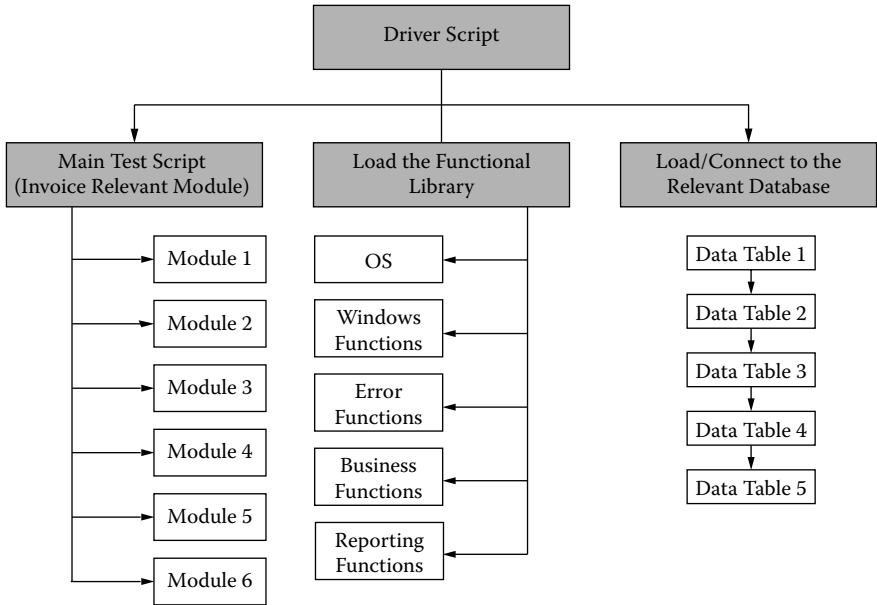 Driver Script
Main Test Script
(Invoice Relevant Module)
Load the Functional
Library
Load/Connect to the
Relevant Database
Module 1
Module 2
Module 3
Module 4
Module 5
Module 6
OS
Windows
Functions
Error
Functions
Business
Functions
Reporting
Functions
Data Table 1
Data Table 2
Data Table 3
Data Table 4
Data Table 5